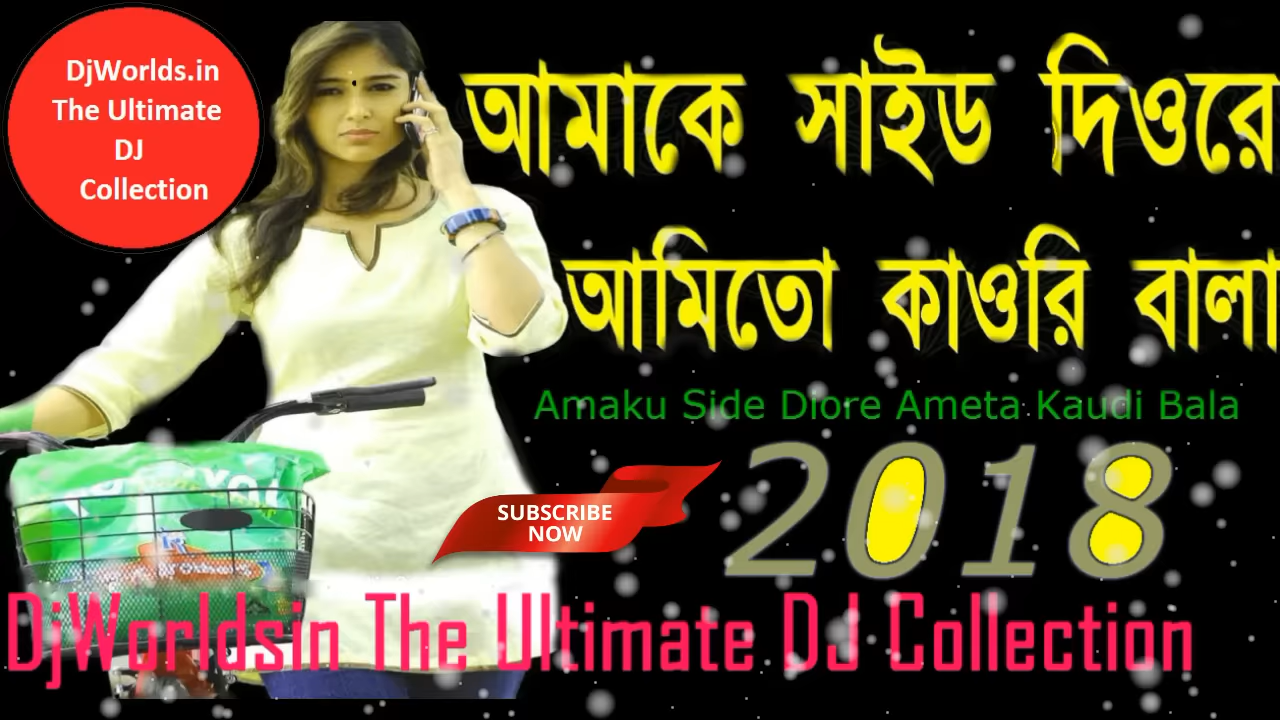 DjWorlds.in
The Ultimate
DJ
Collection
আমাকে সাইড দিওরে
আমিতো কাওরি বালা
Amaku Side Diore Ameta Kaudi Bala
2018
SUBSCRIBE
NOW
DjWorldsin The Ultimate DJ Collection